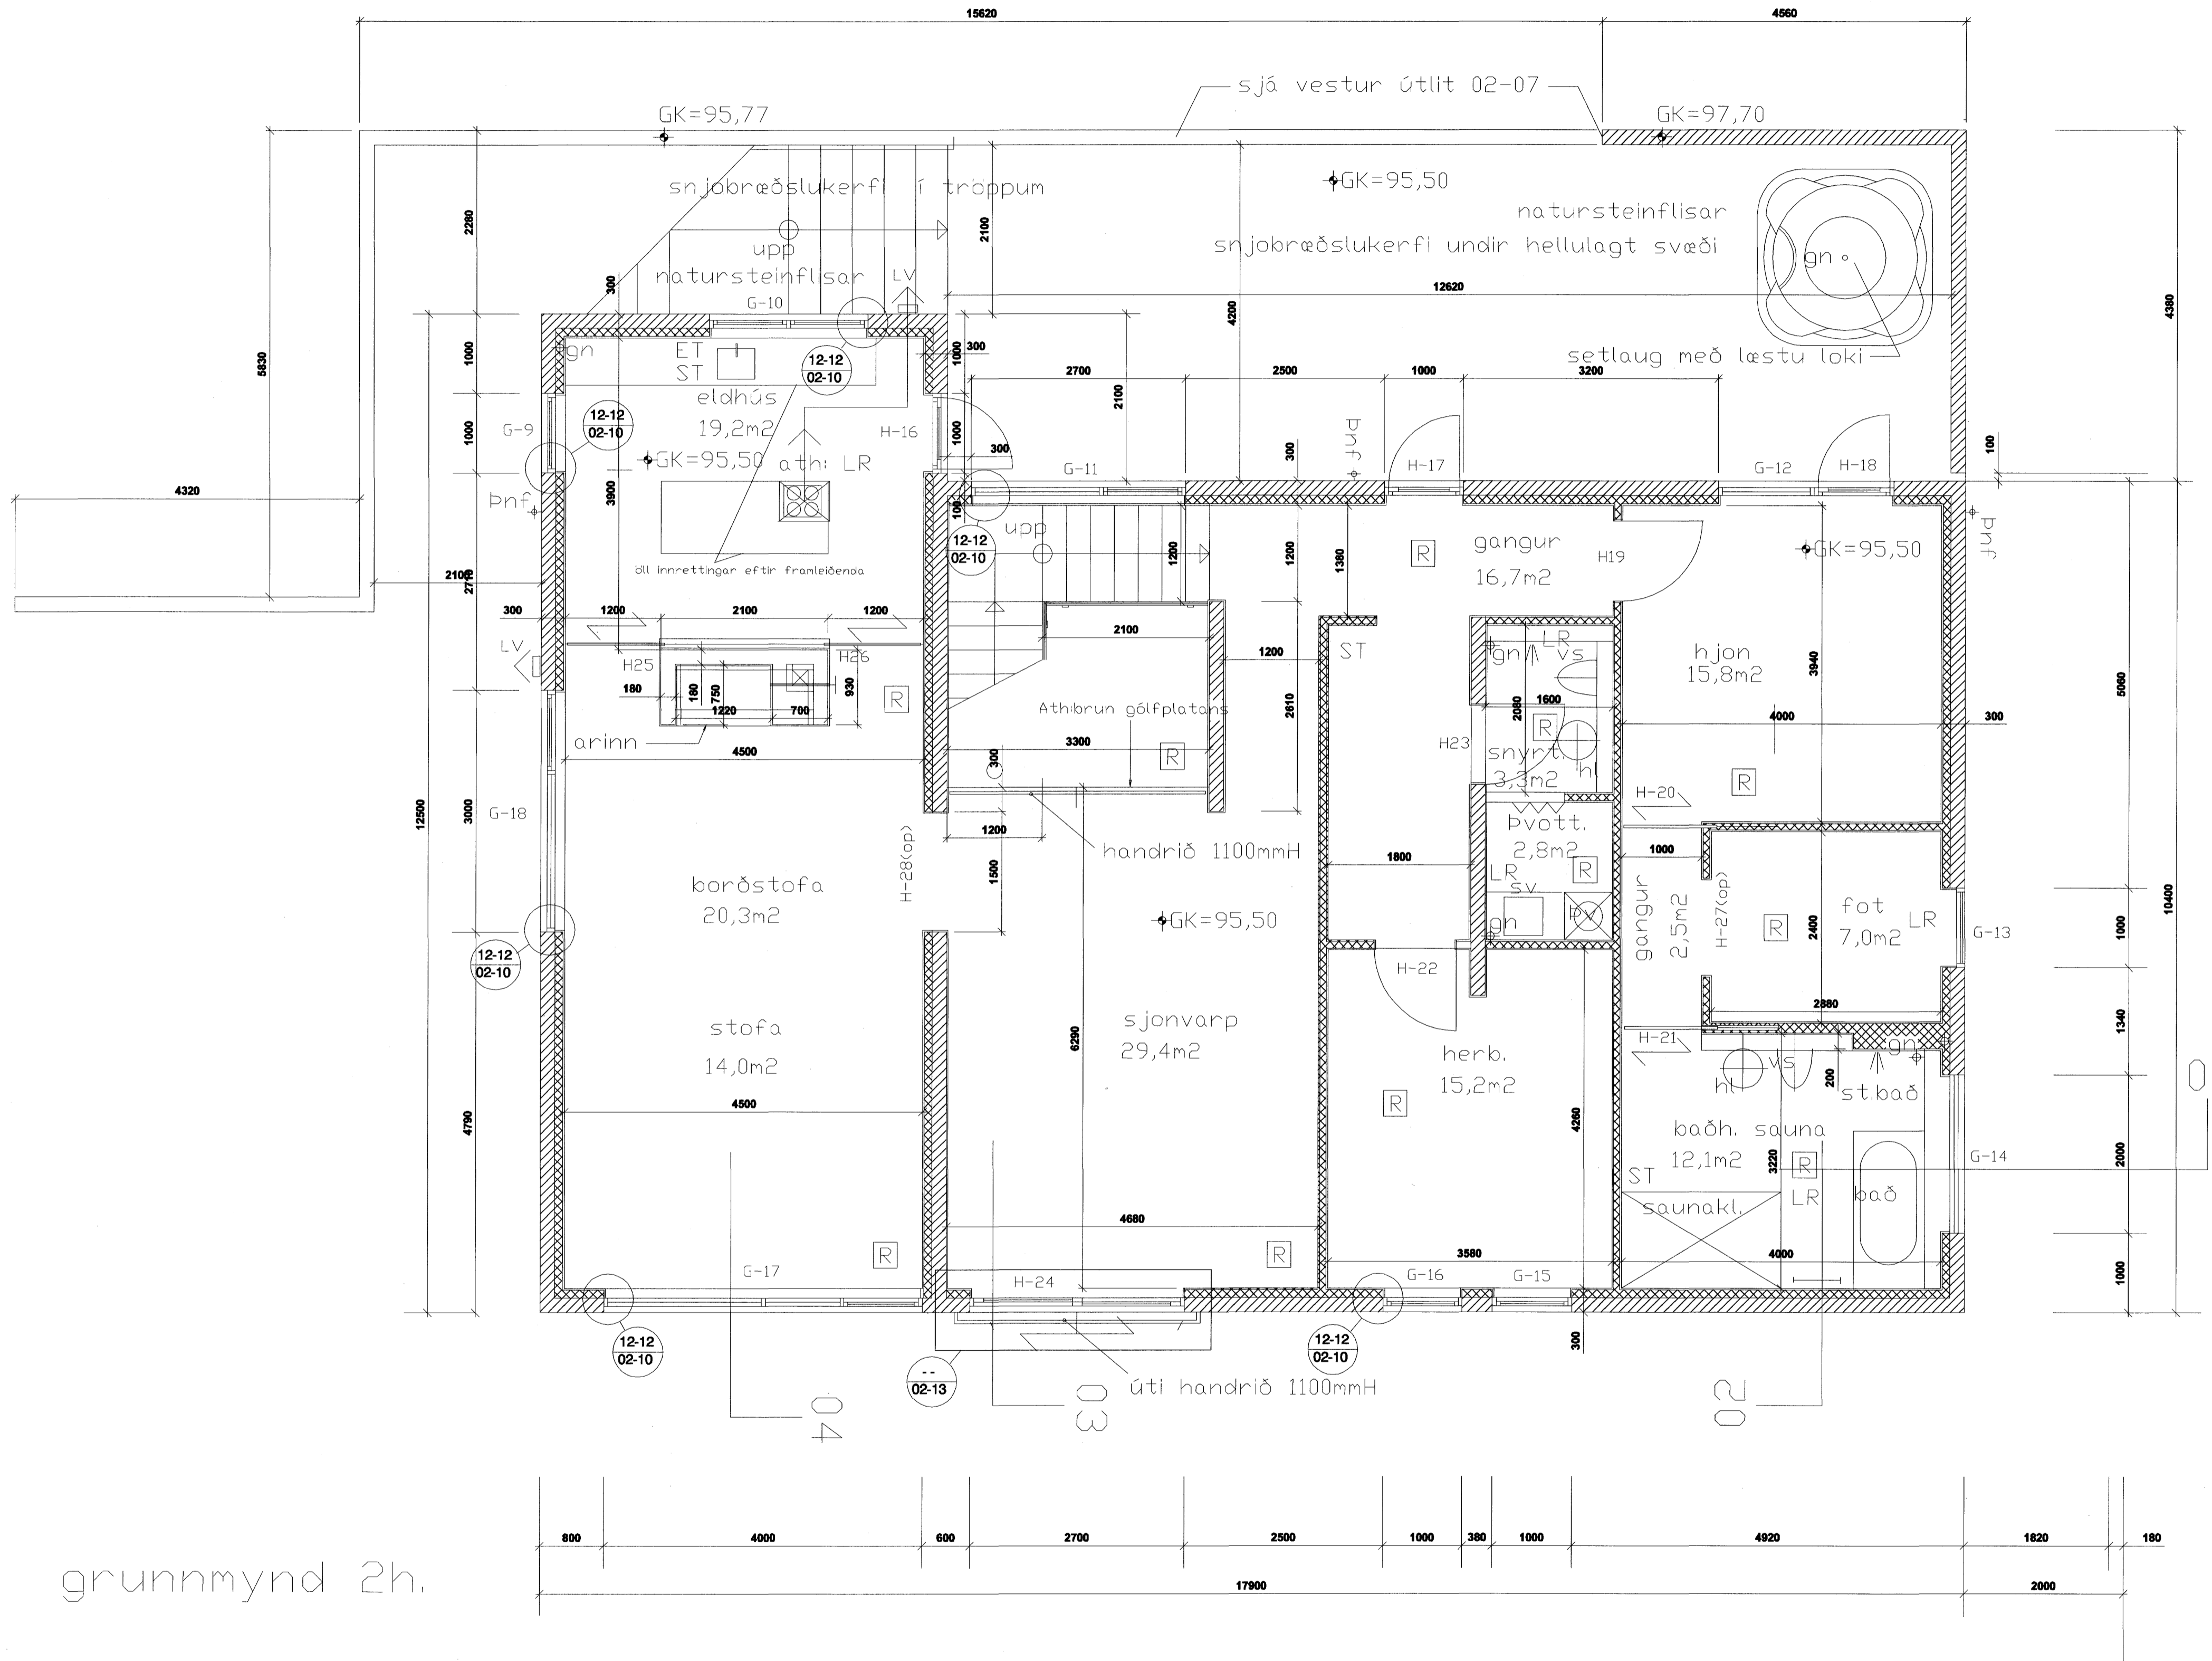 15620
4560
sjá vestur útlit 02-07
GK=95,77
GK=97,70
snjobræðslukerfi í tröppum
GK=95,50
natursteinflisar
snjobræðslukerfi undir hellulagt svæði
gn
upp
natursteinflisar
LV
G-10
12620
2280
2100
4200
4380
5830
300
setlaug með læstu loki
gn
ET
ST
12-12
02-10
1000
1000
300
2700
2500
1000
3200
2100
eldhús
19,2m2
12-12
02-10
G-9
1000
H-16
1000
300
þnf
300
100
GK=95,50
ath: LR
G-11
H-17
G-12
H-18
4320
þnf
3900
100
upp
12-12
02-10
1200
1200
1380
R
gangur
16,7m2
H19
GK=95,50
þnf
öll innrettingar eftir framleiðenda
2100
2710
300
1200
2100
1200
2100
1200
ST
LV
H25
H26
gn
LR
vs
hjon
15,8m2
3940
5060
180
180
750
930
1220
700
R
Ath:brun gólfplatans
2610
2080
1600
R
4000
300
arinn
4500
3300
300
R
H23
snyrt.
3,3m2
hl
R
H-20
12500
G-18
3000
1200
1500
handrið 1100mmH
H-28(op)
þvott.
2,8m2
R
LR
sv
ÞV
gn
1800
1000
gangur
2,5m2
H-27(op)
R
2400
fot
7,0m2
LR
G-13
1000
10400
borðstofa
20,3m2
GK=95,50
12-12
02-10
H-22
2880
1340
stofa
14,0m2
6290
sjonvarp
29,4m2
herb.
15,2m2
R
H-21
hl
vs
200
gn
st.bað
4790
4500
4260
baðh. sauna
12,1m2
3220
R
ST
LR
bað
saunakl.
G-14
2000
0
4680
3580
4000
R
R
G-17
H-24
G-16
G-15
1000
300
12-12
02-10
--
02-13
12-12
02-10
úti handrið 1100mmH
04
03
02
800
4000
600
2700
2500
1000
380
1000
4920
1820
180
17900
2000
grunnmynd 2h.